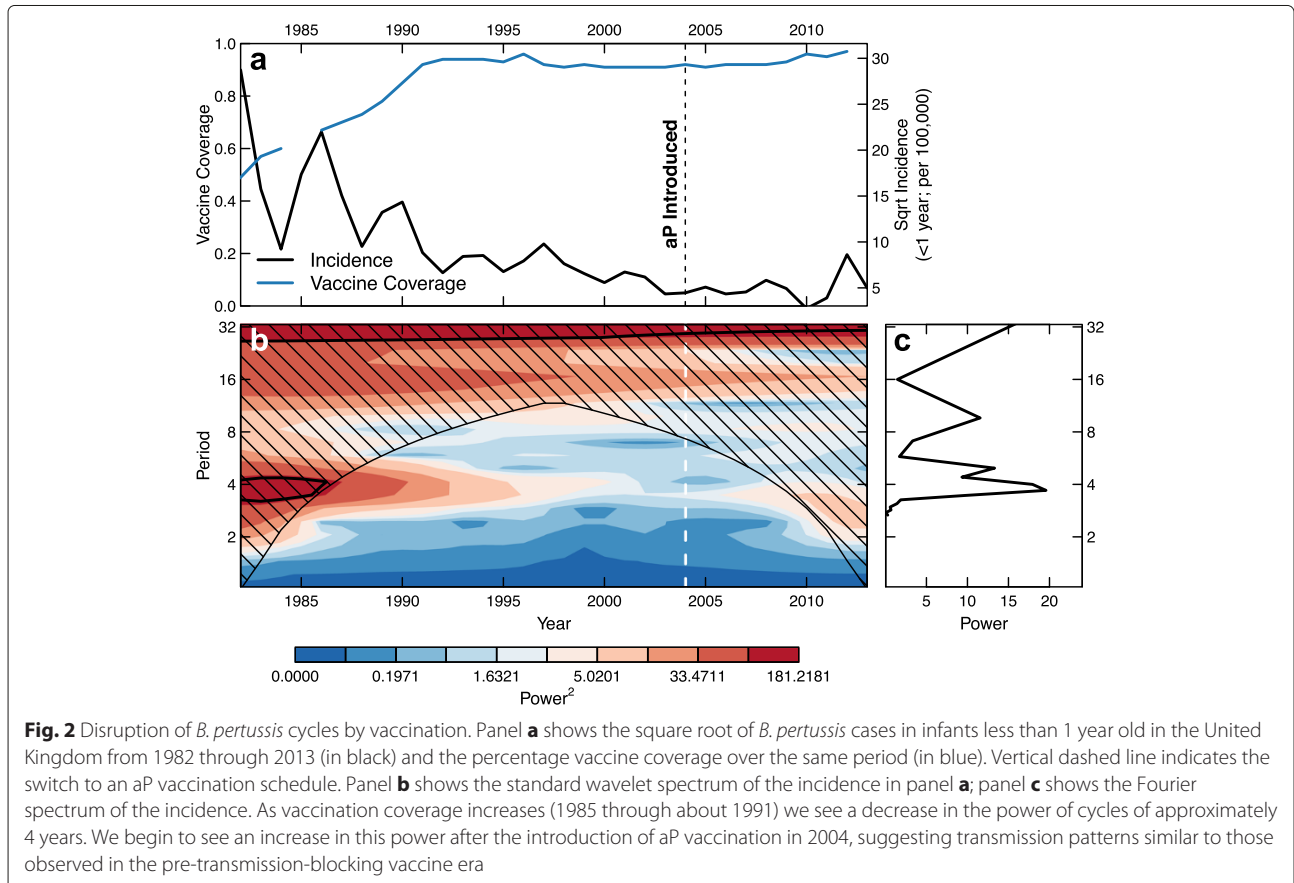 1985 1990 1995 2000 2005 2010
1.0
0.8
0.6
0.4
0.2
0.0
Vaccine Coverage
a
aP Introduced
Incidence
Vaccine Coverage
30
25
20
15
10
5
Sqrt Incidence
(<1 year; per 100,000)
32
16
8
4
2
Period
b
1985 1990 1995 2000 2005 2010
Year
c
32
16
8
4
2
5 10 15 20
Power
0.0000 0.1971 1.6321 5.0201 33.4711 181.2181
Power2
Fig. 2 Disruption of B. pertussis cycles by vaccination. Panel a shows the square root of B. pertussis cases in infants less than 1 year old in the United
Kingdom from 1982 through 2013 (in black) and the percentage vaccine coverage over the same period (in blue). Vertical dashed line indicates the
switch to an aP vaccination schedule. Panel b shows the standard wavelet spectrum of the incidence in panel a; panel c shows the Fourier
spectrum of the incidence. As vaccination coverage increases (1985 through about 1991) we see a decrease in the power of cycles of approximately
4 years. We begin to see an increase in this power after the introduction of aP vaccination in 2004, suggesting transmission patterns similar to those
observed in the pre-transmission-blocking vaccine era